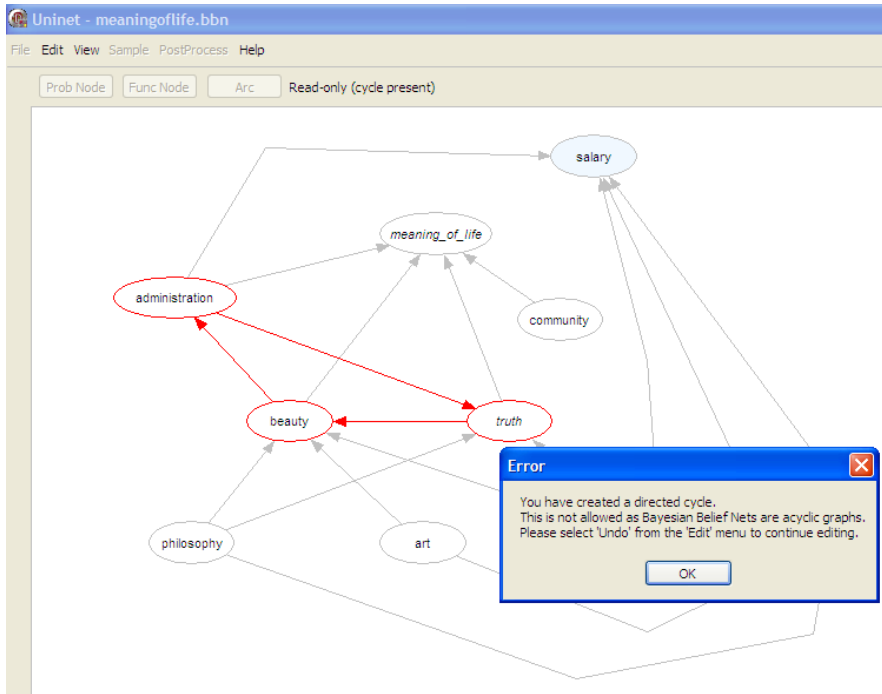 Uninet - meaningoflife.bbn
File Edit View Sample PostProcess Help
Prob Node Func Node Arc Read-only (cycle present)
salary
meaning_of_life
administration
community
beauty
truth
Error
You have created a directed cycle.
This is not allowed as Bayesian Belief Nets are acyclic graphs.
Please select 'Undo' from the 'Edit' menu to continue editing.
OK
philosophy
art